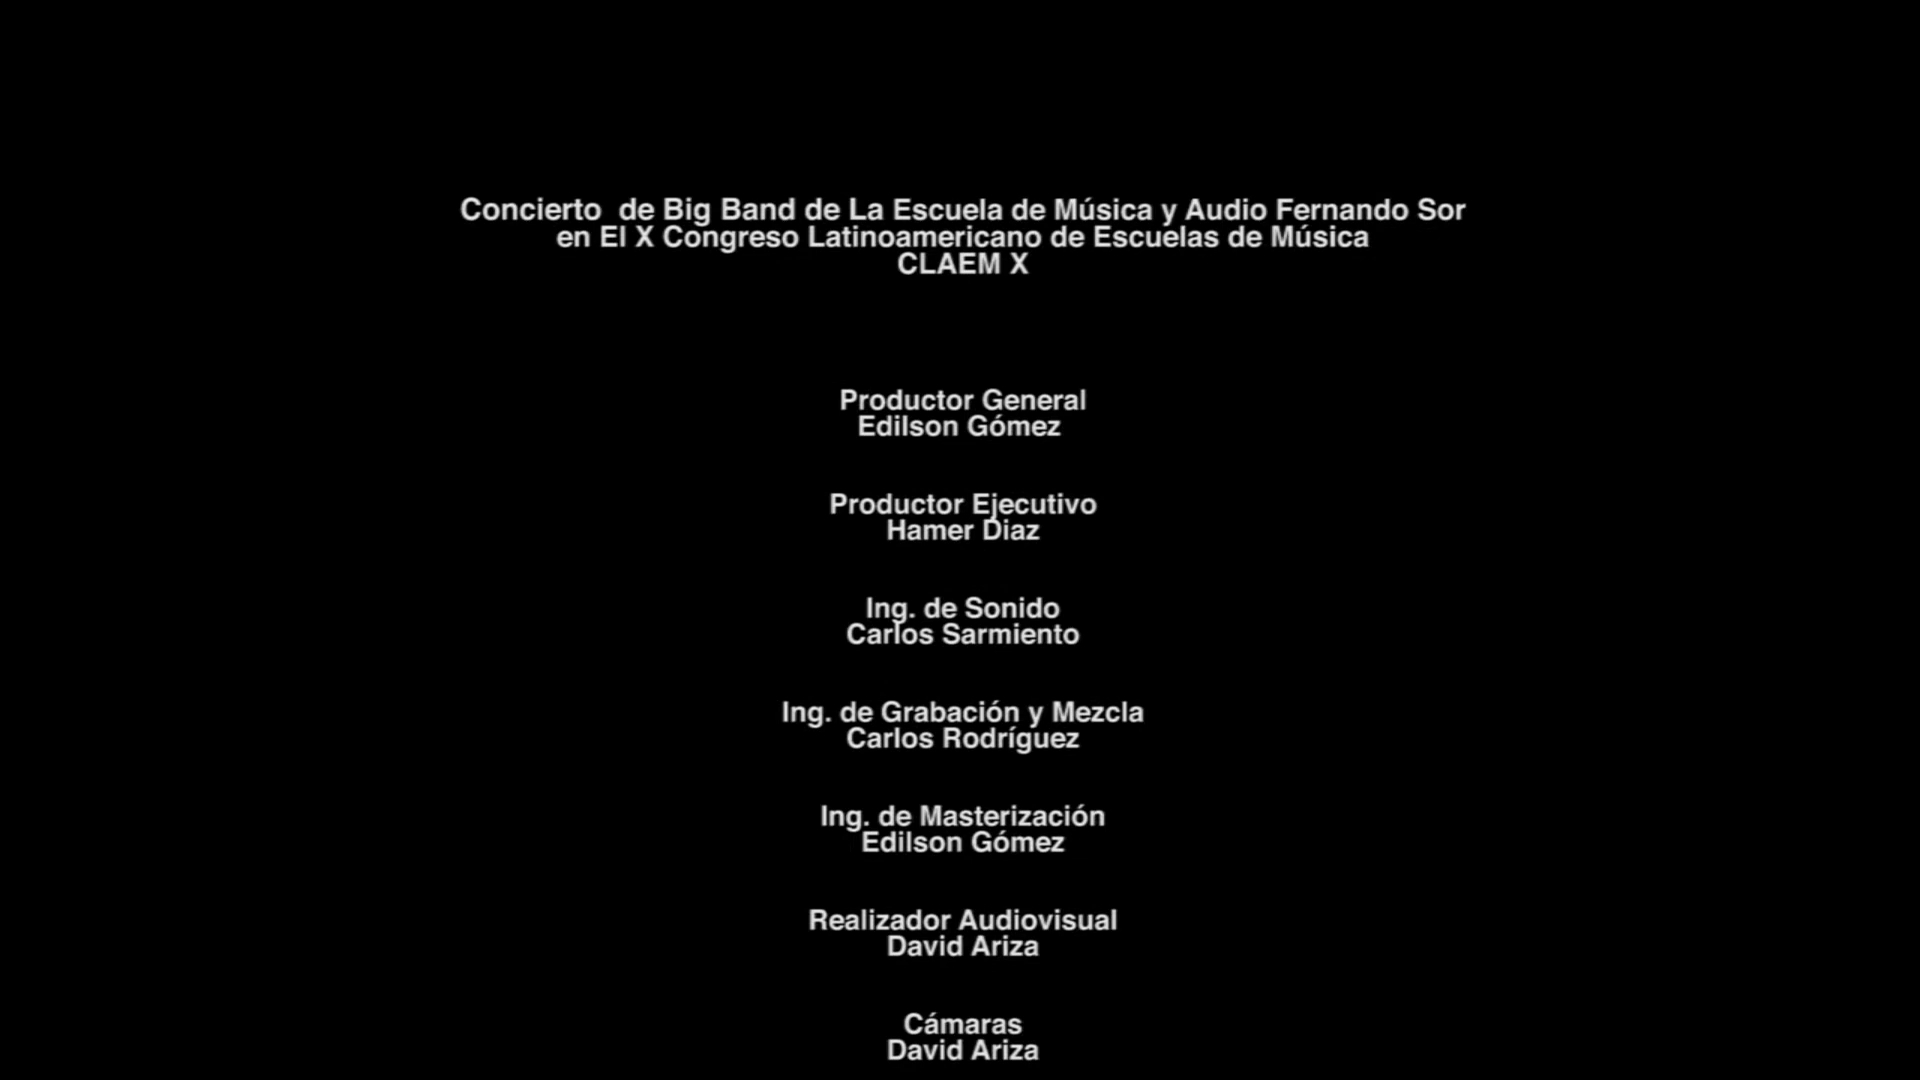 Concierto  de Big Band de La Escuela de Música y Audio Fernando Sor
en El X Congreso Latinoamericano de Escuelas de Música
CLAEM X
Productor General
Edilson Gómez
Productor Ejecutivo
Hamer Diaz
Ing. de Sonido
Carlos Sarmiento
Ing. de Grabación y Mezcla
Carlos Rodríguez
Ing. de Masterización
Edilson Gómez
Realizador Audiovisual
David Ariza
Cámaras
David Ariza